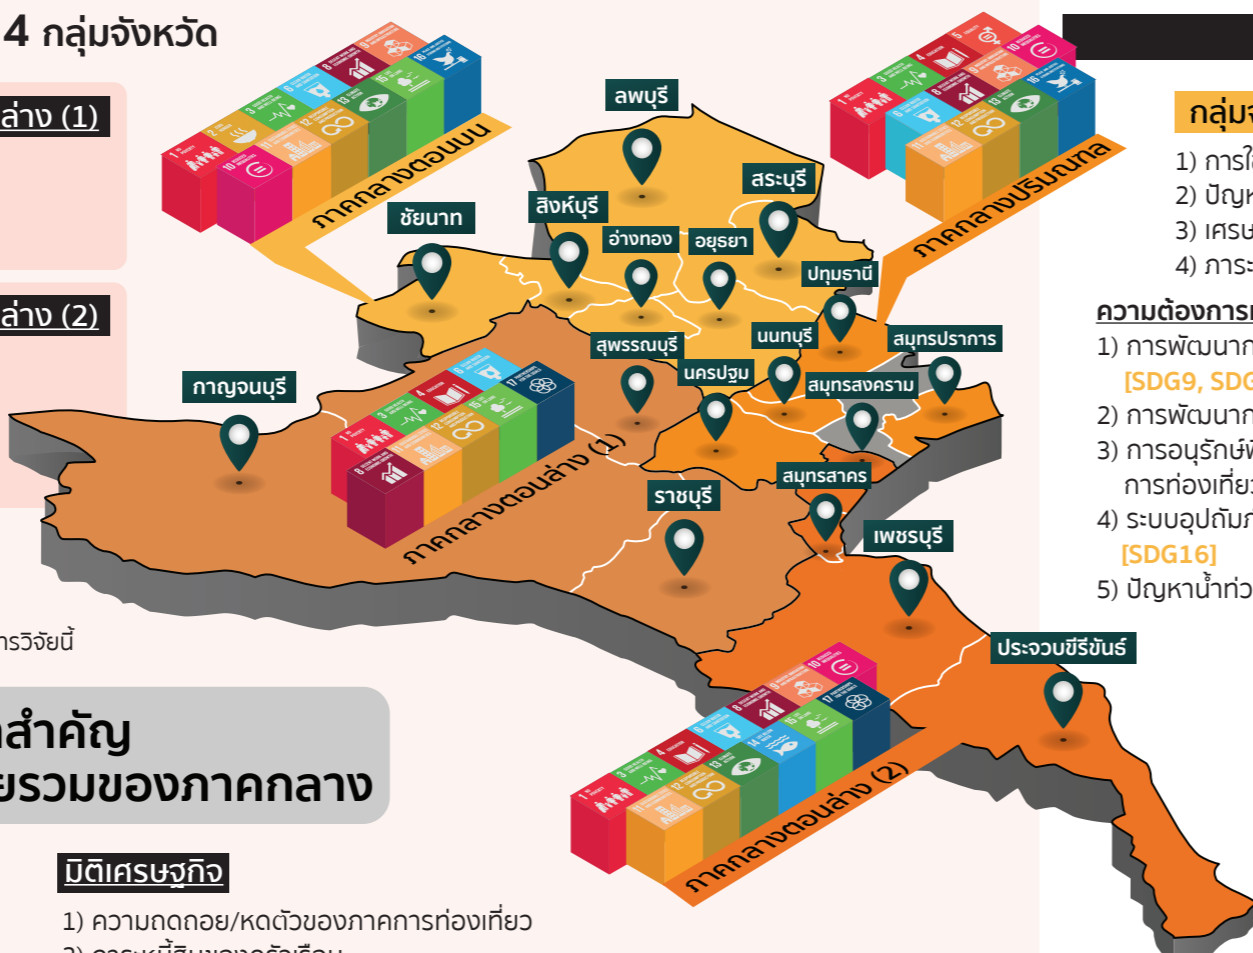 4 กลุ่มจังหวัด
ล่าง (1)
ล่าง (2)
ภาคกลางตอนบน
ภาคกลางปริมณฑล
ลพบุรี
สระบุรี
สิงห์บุรี
ชัยนาท
อ่างทอง
อยุธยา
ปทุมธานี
สุพรรณบุรี
นนทบุรี
สมุทรปราการ
นครปฐม
สมุทรสงคราม
กาญจนบุรี
ภาคกลางตอนล่าง (1)
สมุทรสาคร
ราชบุรี
เพชรบุรี
ประจวบขีรีขันธ์
ภาคกลางตอนล่าง (2)
ารวิจัยนี้
สำคัญ
ยรวมของภาคกลาง
มิติเศรษฐกิจ
1) ความถดถอย/หดตัวของภาคการท่องเที่ยว
กลุ่มจ
1) การใ
2) ปัญห
3) เศรษ
4) ภาระ
ความต้องการ
1) การพัฒนาก
[SDG9, SDG
2) การพัฒนาก
3) การอนุรักษ์
การท่องเที่ยว
4) ระบบอุปถัมภ
[SDG16]
5) ปัญหาน้ำท่ว